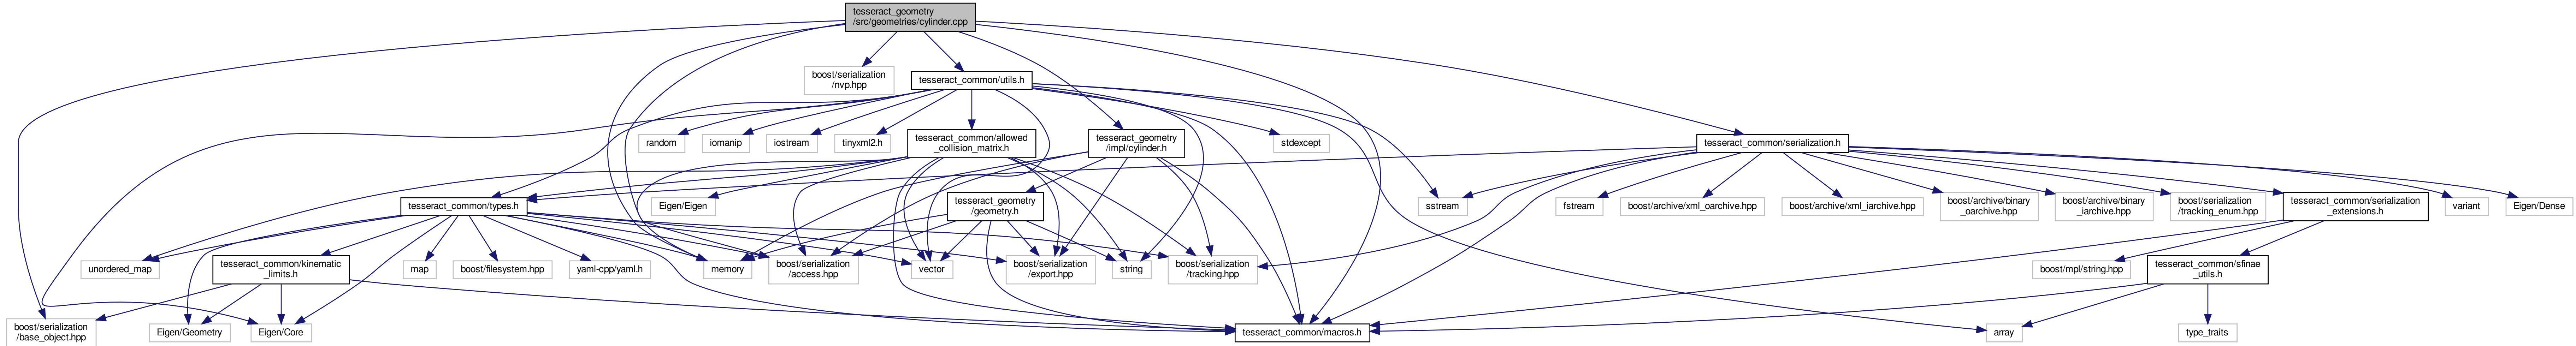 tesseract_geometry
/src/geometries/cylinder.cpp
boost/serialization
/nvp.hpp
tesseract_common/utils.h
random
iomanip
iostream
tinyxml2.h
tesseract_common/allowed
_collision_matrix.h
tesseract_geometry
/impl/cylinder.h
stdexcept
tesseract_common/serialization.h
tesseract_common/types.h
Eigen/Eigen
tesseract_geometry
/geometry.h
sstream
fstream
boost/archive/xml_oarchive.hpp
boost/archive/xml_iarchive.hpp
boost/archive/binary
_oarchive.hpp
boost/archive/binary
_iarchive.hpp
boost/serialization
/tracking_enum.hpp
tesseract_common/serialization
_extensions.h
variant
Eigen/Dense
unordered_map
tesseract_common/kinematic
_limits.h
map
boost/filesystem.hpp
yaml-cpp/yaml.h
memory
boost/serialization
/access.hpp
vector
boost/serialization
/export.hpp
string
boost/serialization
/tracking.hpp
boost/mpl/string.hpp
tesseract_common/sfinae
_utils.h
boost/serialization
/base_object.hpp
Eigen/Geometry
Eigen/Core
tesseract_common/macros.h
array
type_traits